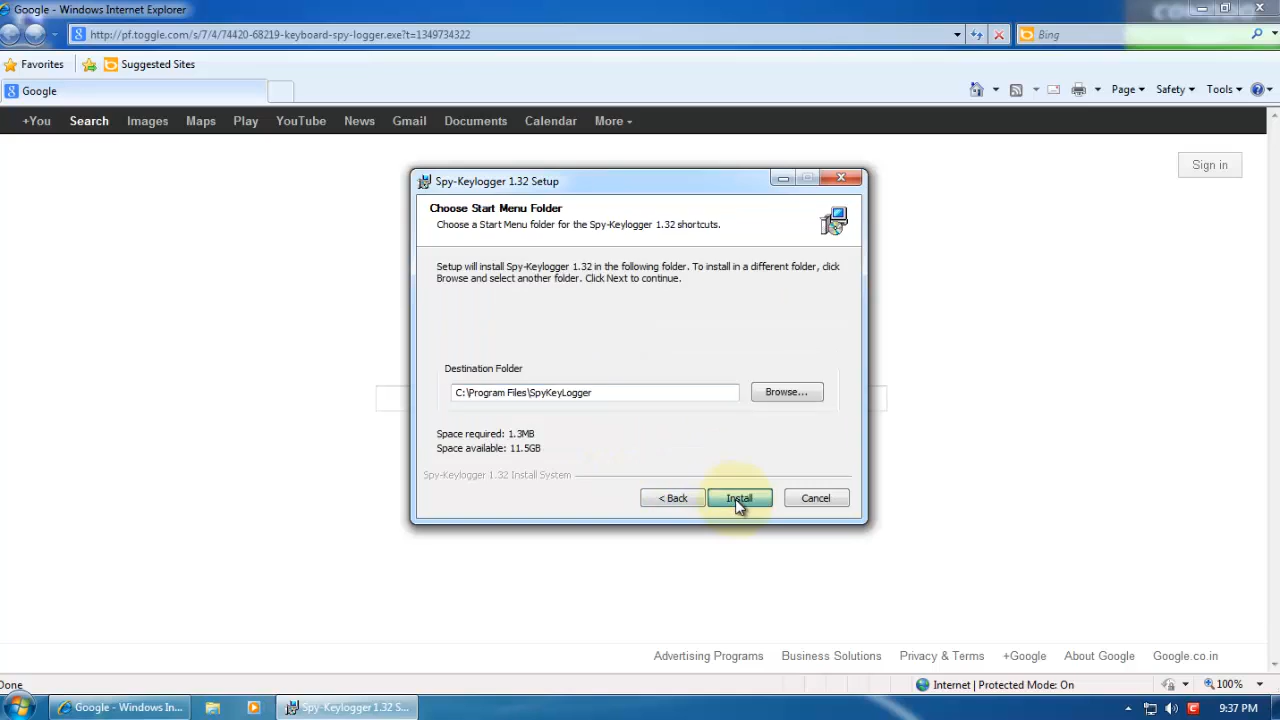 Google - Windows Internet Explorer
http://pf.toggle.com/s/7/4/74420-68219-keyboard-spy-logger.exe?t=1349734322
Bing
Favorites
Suggested Sites
Google
Page
Safety
Tools
+You
Search
Images
Maps
Play
YouTube
News
Gmail
Documents
Calendar
More
Sign in
Spy-Keylogger 1.32 Setup
Choose Start Menu Folder
Choose a Start Menu folder for the Spy-Keylogger 1.32 shortcuts.
Setup will install Spy-Keylogger 1.32 in the following folder. To install in a different folder, click
Browse and select another folder. Click Next to continue.
Destination Folder
C:\Program Files\SpyKeyLogger
Browse...
Space required: 1.3MB
Space available: 11.5GB
Spy-Keylogger 1.32 Install System
< Back
Install
Cancel
Advertising Programs
Business Solutions
Privacy & Terms
+Google
About Google
Google.co.in
Done
Internet | Protected Mode: On
100%
Google - Windows In...
Spy-Keylogger 1.32 S...
9:37 PM